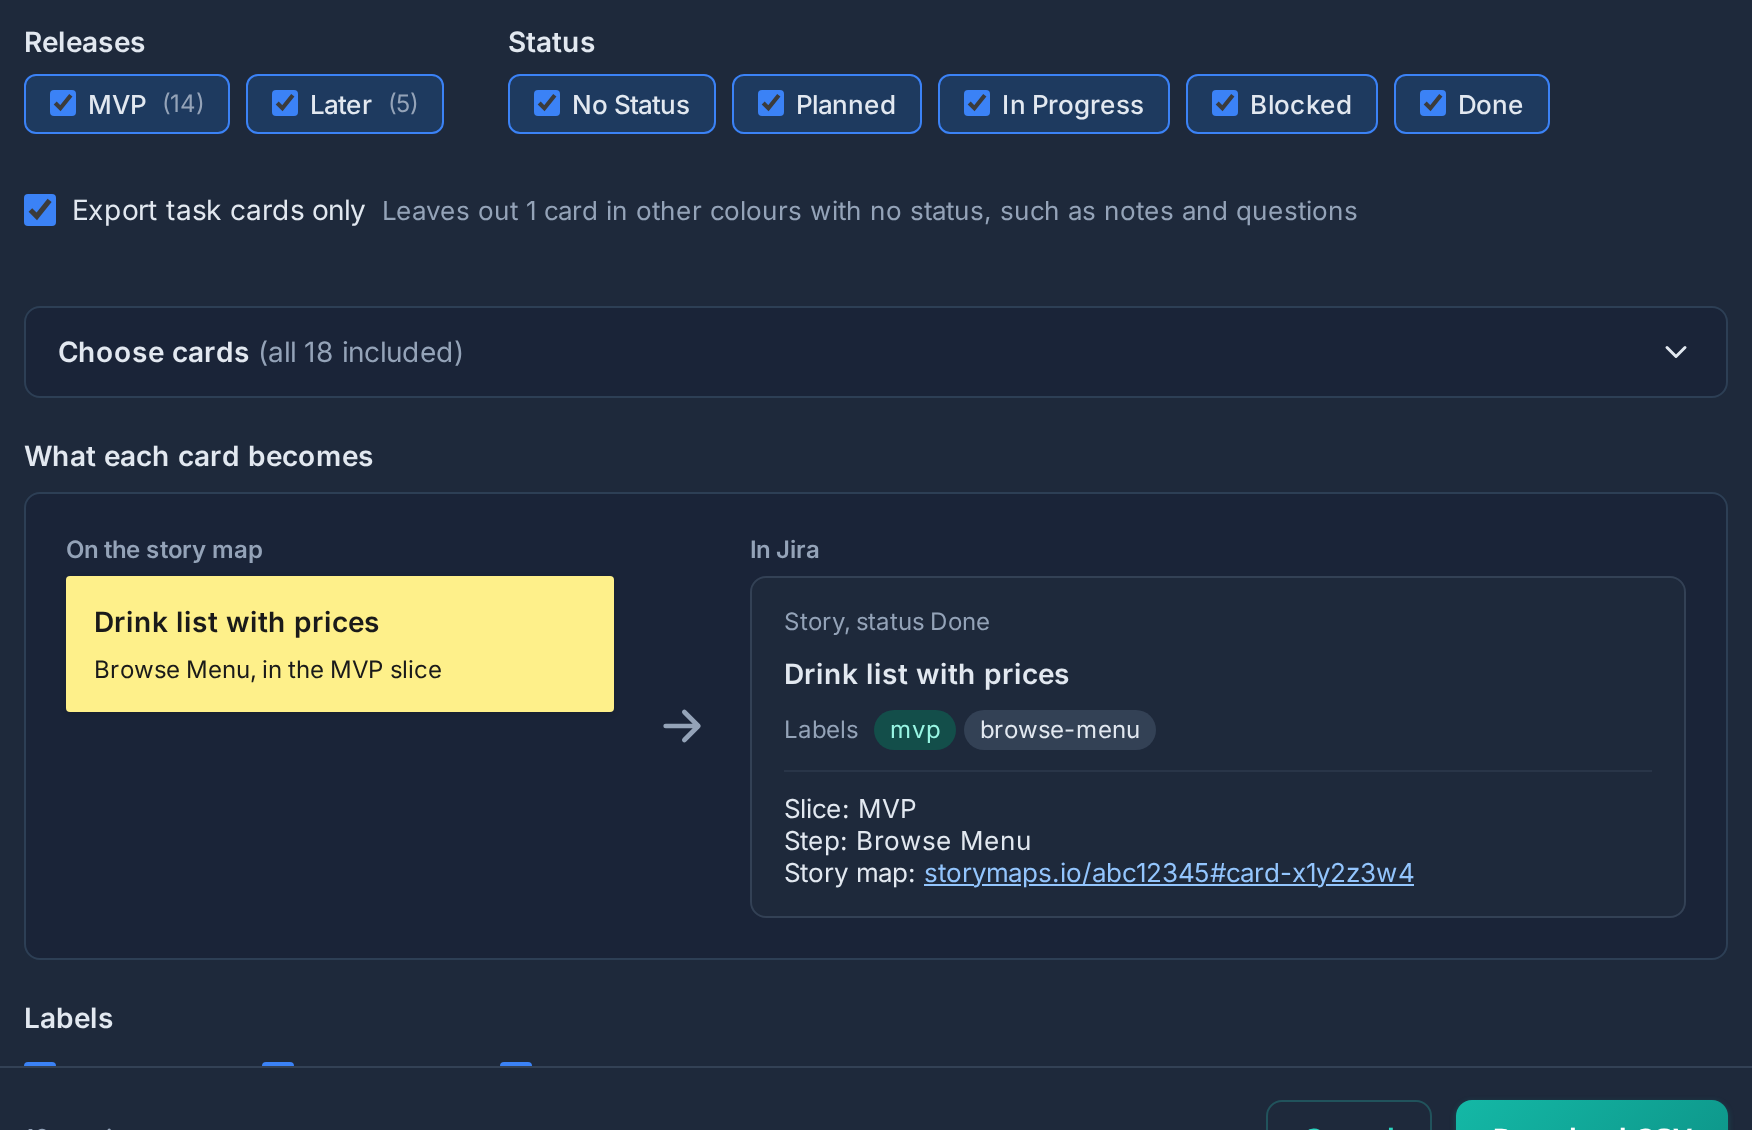 Releases
MVP (14)
Later (5)
Status
No Status
Planned
In Progress
Blocked
Done
Export task cards only Leaves out 1 card in other colours with no status, such as notes and questions
Choose cards (all 18 included)
What each card becomes
On the story map
Drink list with prices
Browse Menu, in the MVP slice
In Jira
Story, status Done
Drink list with prices
Labels mvp browse-menu
Slice: MVP
Step: Browse Menu
Story map: storymaps.io/abc12345#card-x1y2z3w4
Labels